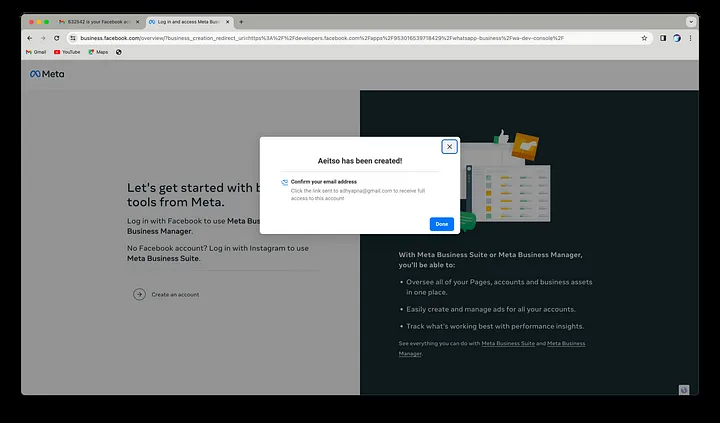 632542 is your Facebook acc
Log in and access Meta Busi
business.facebook.com/overview/?business_creation_redirect_uri=https%3A%2F%2Fdevelopers.facebook.com%2Fapps%2F953016539718429%2Fwhatsapp-business%2Fwa-dev-console%2F
Gmail
YouTube
Maps
Meta
Let's get started with b
tools from Meta.
Log in with Facebook to use Meta Bus
Business Manager.
No Facebook account? Log in with Instagram to use
Meta Business Suite.
Create an account
Aeitso has been created!
Confirm your email address
Click the link sent to adhyapna@gmail.com to receive full
access to this account
Done
With Meta Business Suite or Meta Business Manager,
you'll be able to:
• Oversee all of your Pages, accounts and business assets
in one place.
• Easily create and manage ads for all your accounts.
• Track what's working best with performance insights.
See everything you can do with Meta Business Suite and Meta Business
Manager.